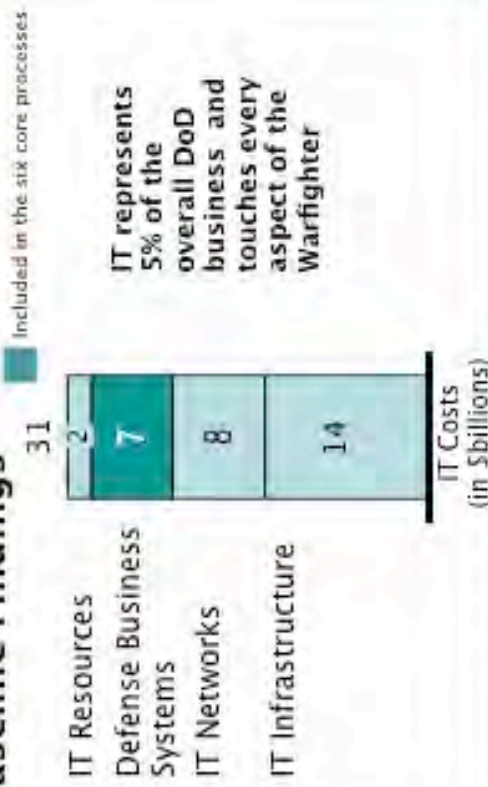 Included in the six core processes
31
IT Resources
2
Defense Business
Systems
7
IT Networks
8
IT Infrastructure
14
IT Costs
(in $billions)
IT represents
5% of the
overall DoD
business and
touches every
aspect of the
Warfighter